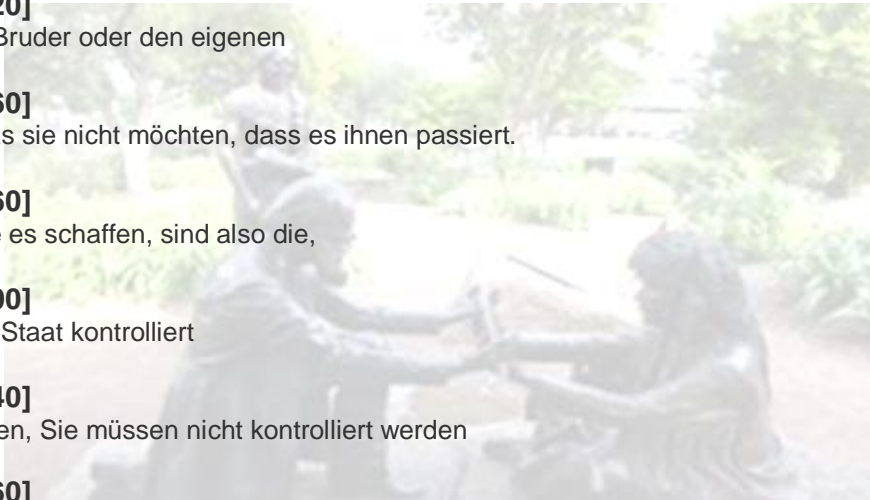 20]
Bruder oder den eigenen
60]
s sie nicht möchten, dass es ihnen passiert.
60]
es schaffen, sind also die,
00]
Staat kontrolliert
40]
en, Sie müssen nicht kontrolliert werden
60]